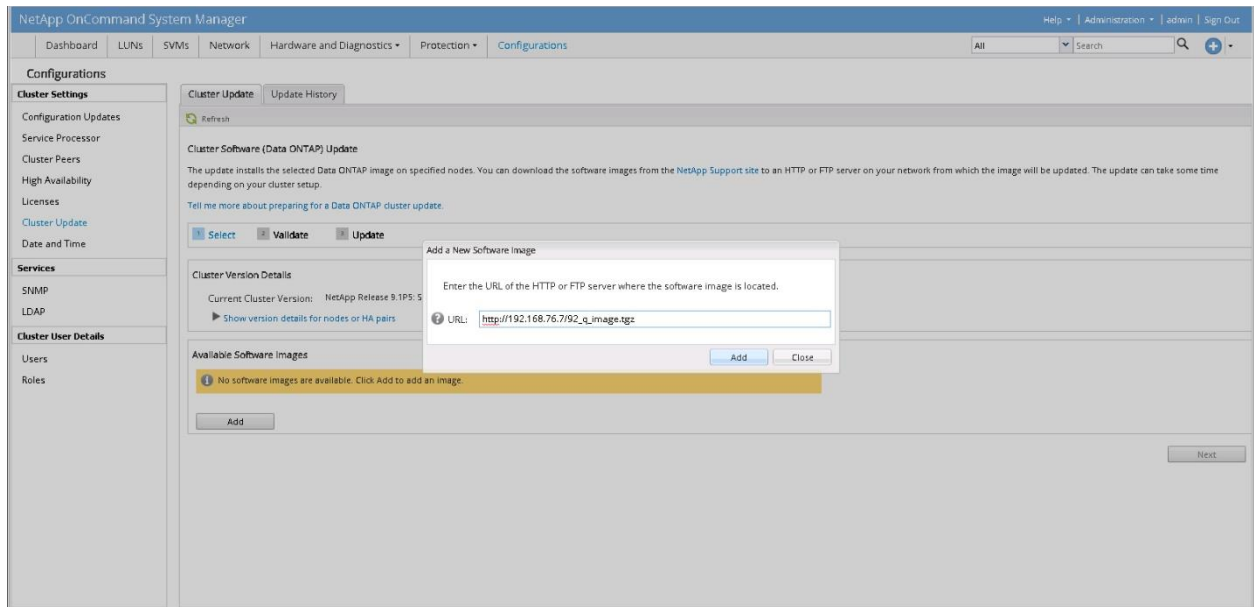 NetApp OnCommand System Manager
Help | Administration | admin | Sign Out
Dashboard LUNs SVMs Network Hardware and Diagnostics Protection Configurations All Search
Configurations
Cluster Settings
Configuration Updates
Service Processor
Cluster Peers
High Availability
Licenses
Cluster Update
Date and Time
Services
SNMP
LDAP
Cluster User Details
Users
Roles
Cluster Update Update History
Refresh
Cluster Software (Data ONTAP) Update
The update installs the selected Data ONTAP image on specified nodes. You can download the software images from the NetApp Support site to an HTTP or FTP server on your network from which the image will be updated. The update can take some time
depending on your cluster setup.
Tell me more about preparing for a Data ONTAP cluster update.
1 Select 2 Validate 3 Update
Cluster Version Details
Current Cluster Version: NetApp Release 9.1P5: S
Show version details for nodes or HA pairs
Available Software Images
No software images are available. Click Add to add an image.
Add
Next
Add a New Software Image
Enter the URL of the HTTP or FTP server where the software image is located.
URL: http://192.168.76.7/92_q_image.tgz
Add Close